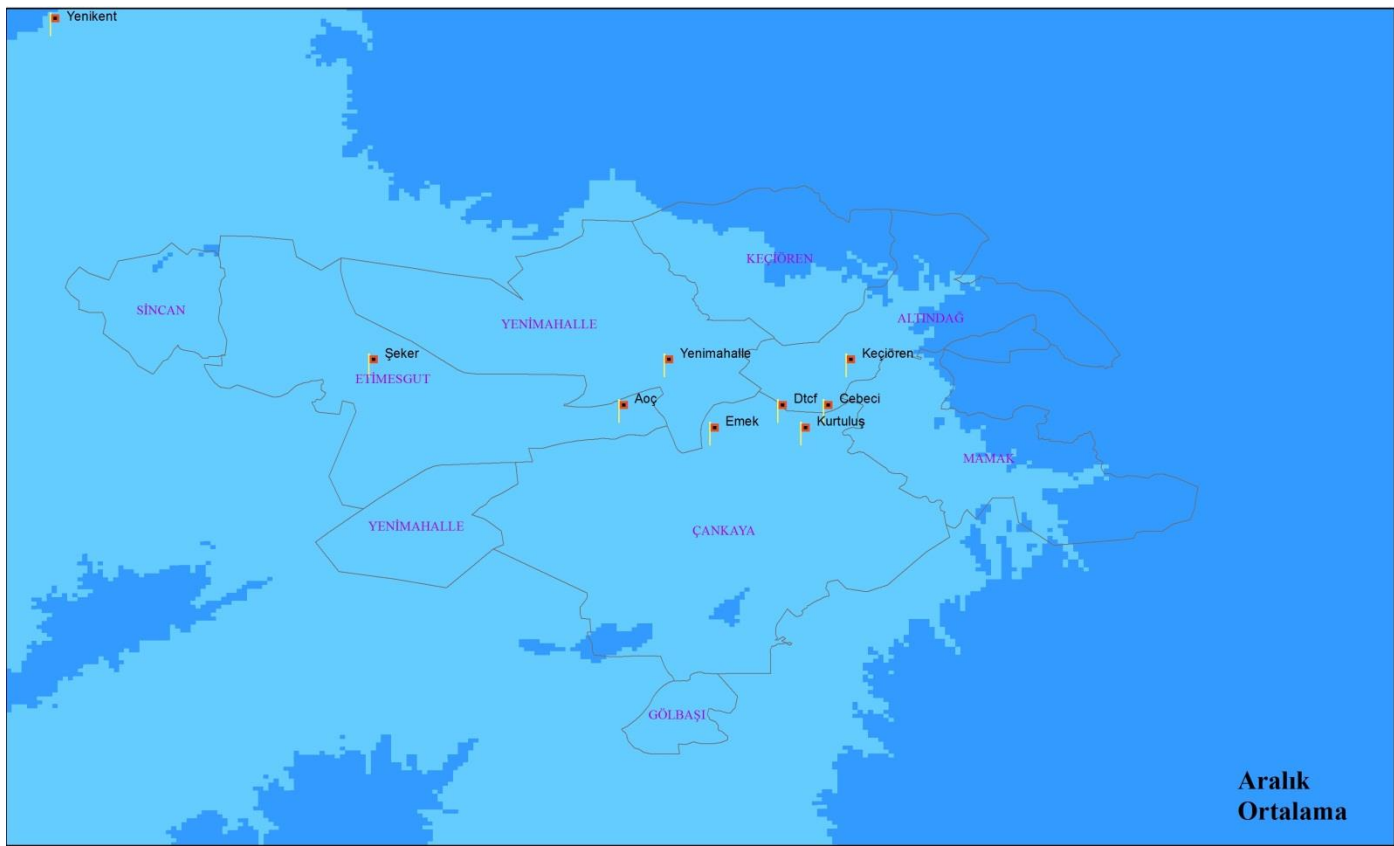 Yenikent
KEÇİÖREN
SİNCAN
YENİMAHALLE
ALTINDAĞ
Şeker
Yenimahalle
Keçiören
ETİMESGUT
Aoç
Dtcf
Cebeci
Emek
Kurtuluş
MAMAK
YENİMAHALLE
ÇANKAYA
GÖLBAŞI
Aralık
Ortalama